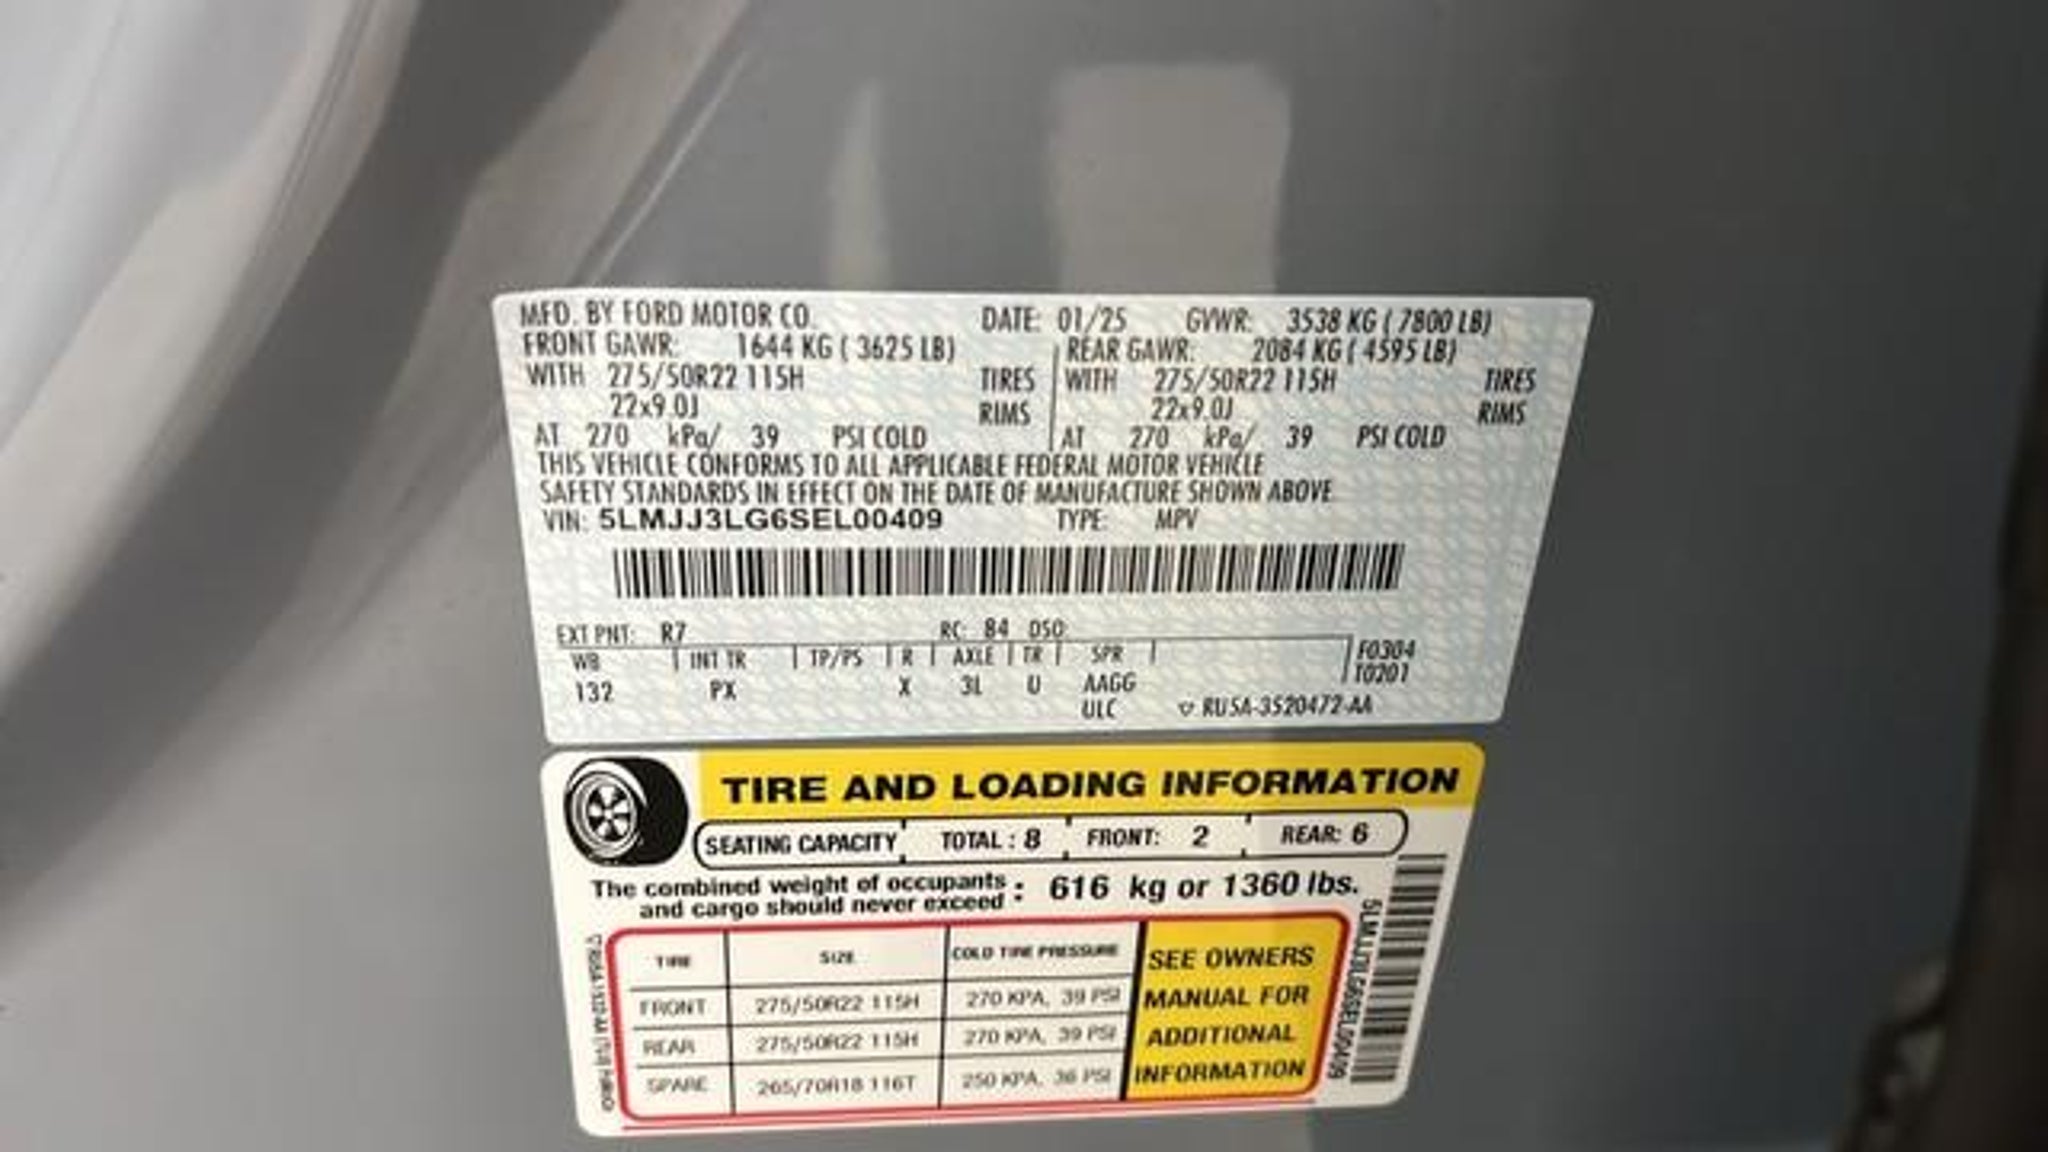 MFD. BY FORD MOTOR CO. DATE: 01/25 GVWR: 3538 KG ( 7800 LB)
FRONT GAWR: 1644 KG ( 3625 LB) REAR GAWR: 2084 KG ( 4595 LB)
WITH 275/50R22 115H TIRES WITH 275/50R22 115H TIRES
22x9.0J RIMS 22x9.0J RIMS
AT 270 kPa/ 39 PSI COLD AT 270 kPa/ 39 PSI COLD
THIS VEHICLE CONFORMS TO ALL APPLICABLE FEDERAL MOTOR VEHICLE
SAFETY STANDARDS IN EFFECT ON THE DATE OF MANUFACTURE SHOWN ABOVE.
VIN: 5LMJJ3LG6SEL00409 TYPE: MPV
EXT PNT: R7 RC: 84 DSO:
WB INT TR TP/PS R AXLE TR SPR F0304
132 PX X 3L U AAGG T0201
ULC ▽ RU5A-3520472-AA
TIRE AND LOADING INFORMATION
SEATING CAPACITY TOTAL : 8 FRONT: 2 REAR: 6
The combined weight of occupants
and cargo should never exceed : 616 kg or 1360 lbs.
TIRE SIZE COLD TIRE PRESSURE
FRONT 275/50R22 115H 270 KPA, 39 PSI
REAR 275/50R22 115H 270 KPA, 39 PSI
SPARE 265/70R18 116T 250 KPA, 36 PSI
SEE OWNERS
MANUAL FOR
ADDITIONAL
INFORMATION
5LMJJ3LG6SEL00409